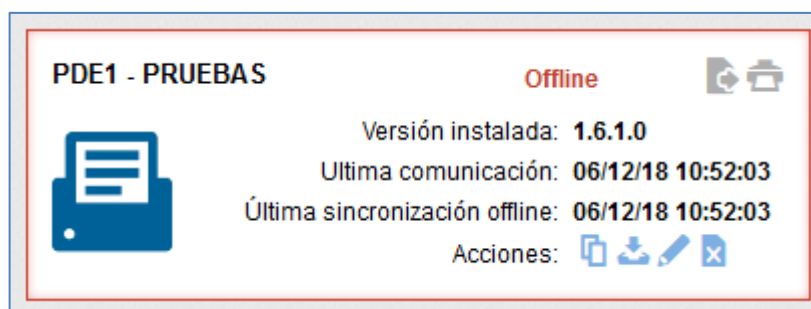 PDE1 - PRUEBAS
Offline
Versión instalada: 1.6.1.0
Ultima comunicación: 06/12/18 10:52:03
Última sincronización offline: 06/12/18 10:52:03
Acciones: